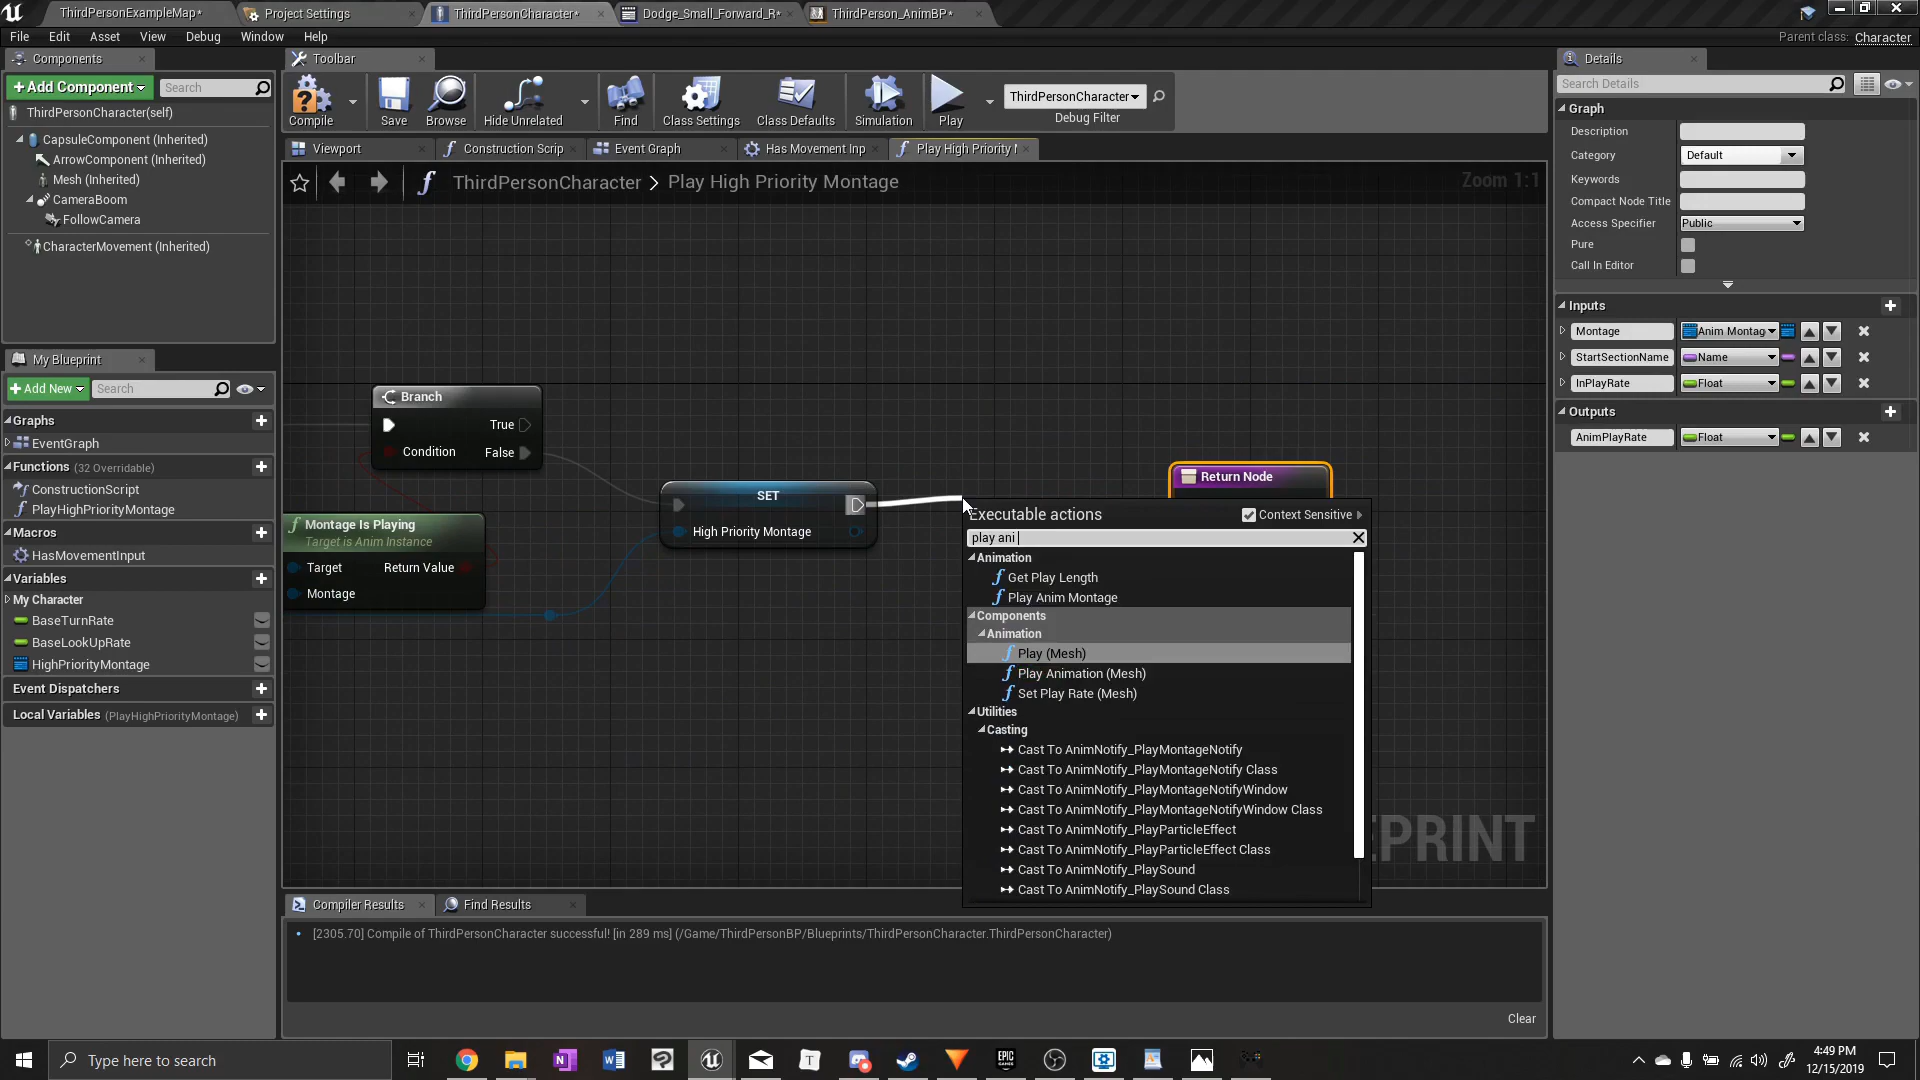 ThirdPersonExampleMap*
Project Settings
ThirdPersonCharacter*
Dodge_Small_Forward_R*
ThirdPerson_AnimBP*
File Edit Asset View Debug Window Help
Parent class: Character
Components
Toolbar
Details
+Add Component
Search
ThirdPersonCharacter(self)
CapsuleComponent (Inherited)
ArrowComponent (Inherited)
Mesh (Inherited)
CameraBoom
FollowCamera
CharacterMovement (Inherited)
Compile
Save
Browse
Hide Unrelated
Find
Class Settings
Class Defaults
Simulation
Play
ThirdPersonCharacter
Debug Filter
Viewport
Construction Scrip
Event Graph
Has Movement Inp
Play High Priority M
ThirdPersonCharacter > Play High Priority Montage
Zoom 1:1
Search Details
Graph
Description
Category
Default
Keywords
Compact Node Title
Access Specifier
Public
Pure
Call In Editor
Inputs
Montage
Anim Montag
StartSectionName
Name
InPlayRate
Float
Outputs
AnimPlayRate
Float
My Blueprint
+Add New
Search
Graphs
EventGraph
Functions (32 Overridable)
ConstructionScript
PlayHighPriorityMontage
Macros
HasMovementInput
Variables
My Character
BaseTurnRate
BaseLookUpRate
HighPriorityMontage
Event Dispatchers
Local Variables (PlayHighPriorityMontage)
Branch
True
Condition
False
Montage Is Playing
Target is Anim Instance
Target
Return Value
Montage
SET
High Priority Montage
Return Node
Executable actions
Context Sensitive
play ani
Animation
Get Play Length
Play Anim Montage
Components
Animation
Play (Mesh)
Play Animation (Mesh)
Set Play Rate (Mesh)
Utilities
Casting
Cast To AnimNotify_PlayMontageNotify
Cast To AnimNotify_PlayMontageNotify Class
Cast To AnimNotify_PlayMontageNotifyWindow
Cast To AnimNotify_PlayMontageNotifyWindow Class
Cast To AnimNotify_PlayParticleEffect
Cast To AnimNotify_PlayParticleEffect Class
Cast To AnimNotify_PlaySound
Cast To AnimNotify_PlaySound Class
EPRINT
Compiler Results
Find Results
[2305.70] Compile of ThirdPersonCharacter successful! [in 289 ms] (/Game/ThirdPersonBP/Blueprints/ThirdPersonCharacter.ThirdPersonCharacter)
Clear
Type here to search
4:49 PM
12/15/2019